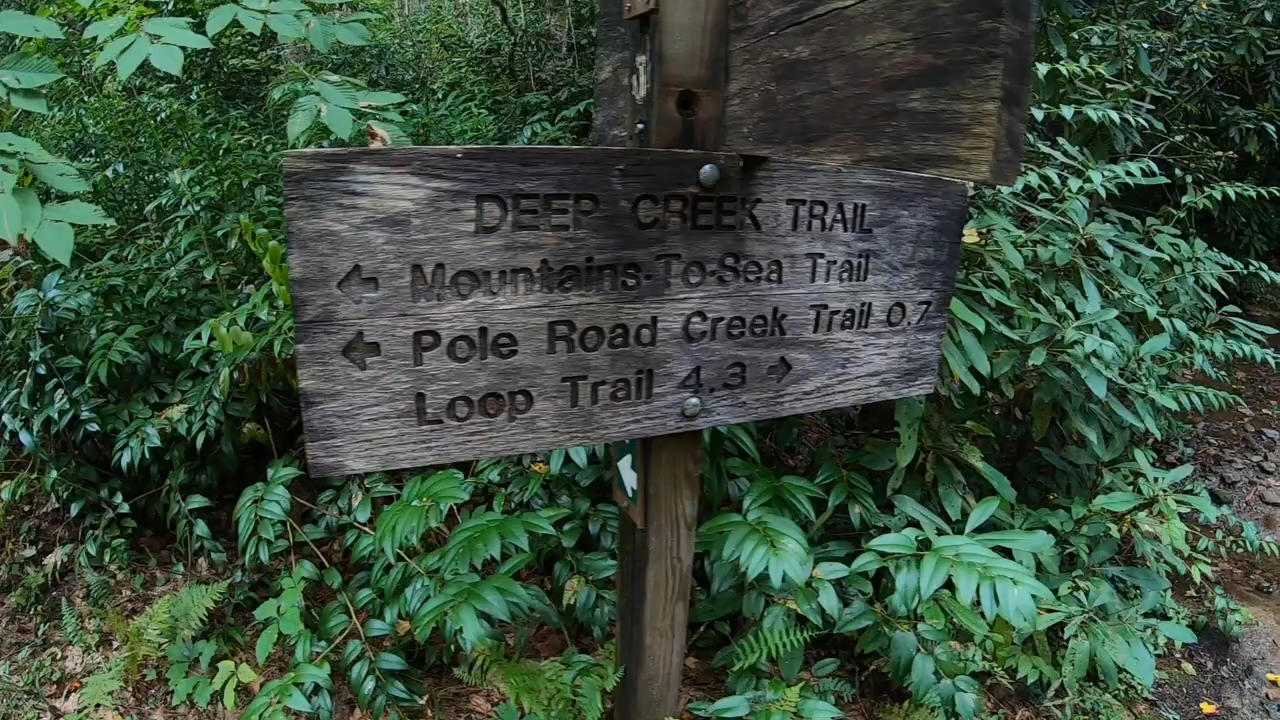 DEEP CREEK TRAIL
← Mountains-To-Sea Trail
← Pole Road Creek Trail 0.7
Loop Trail 4.3 →